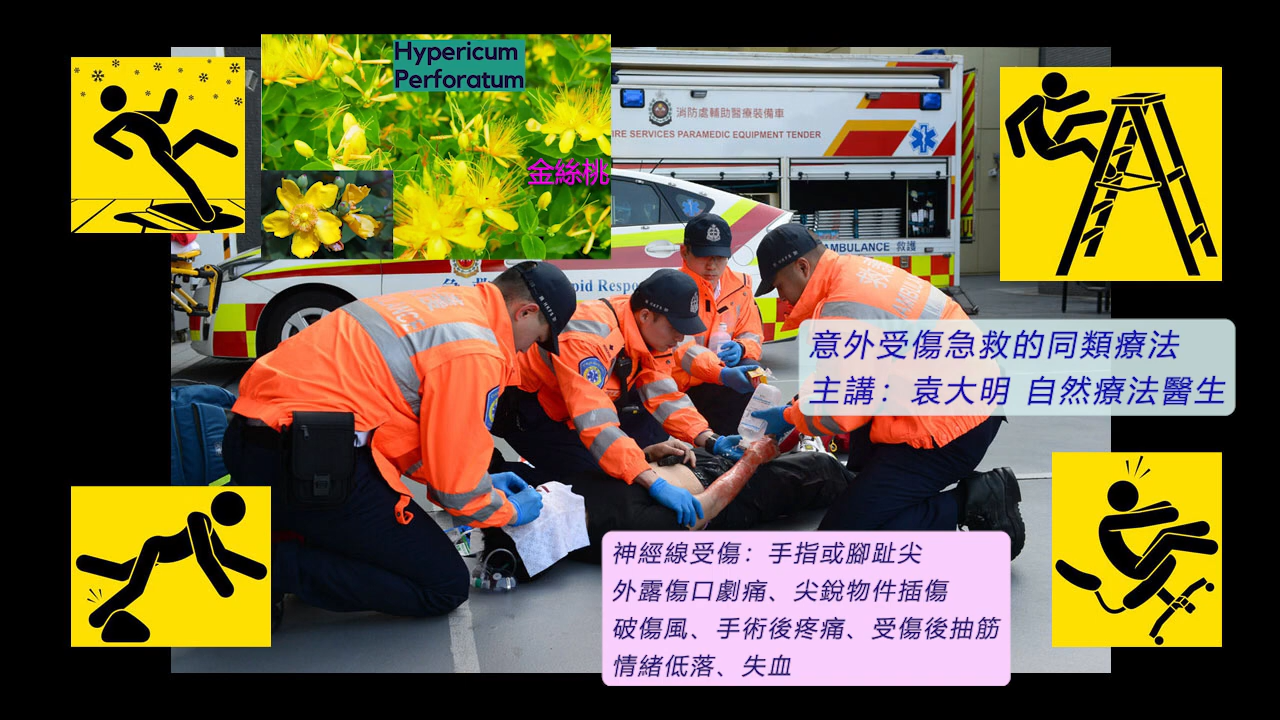 Hypericum
Perforatum
金絲桃
消防處輔助醫療裝備車
FIRE SERVICES PARAMEDIC EQUIPMENT TENDER
AMBULANCE 救護
意外受傷急救的同類療法
主講：袁大明 自然療法醫生
神經線受傷：手指或腳趾尖
外露傷口劇痛、尖銳物件插傷
破傷風、手術後疼痛、受傷後抽筋
情緒低落、失血